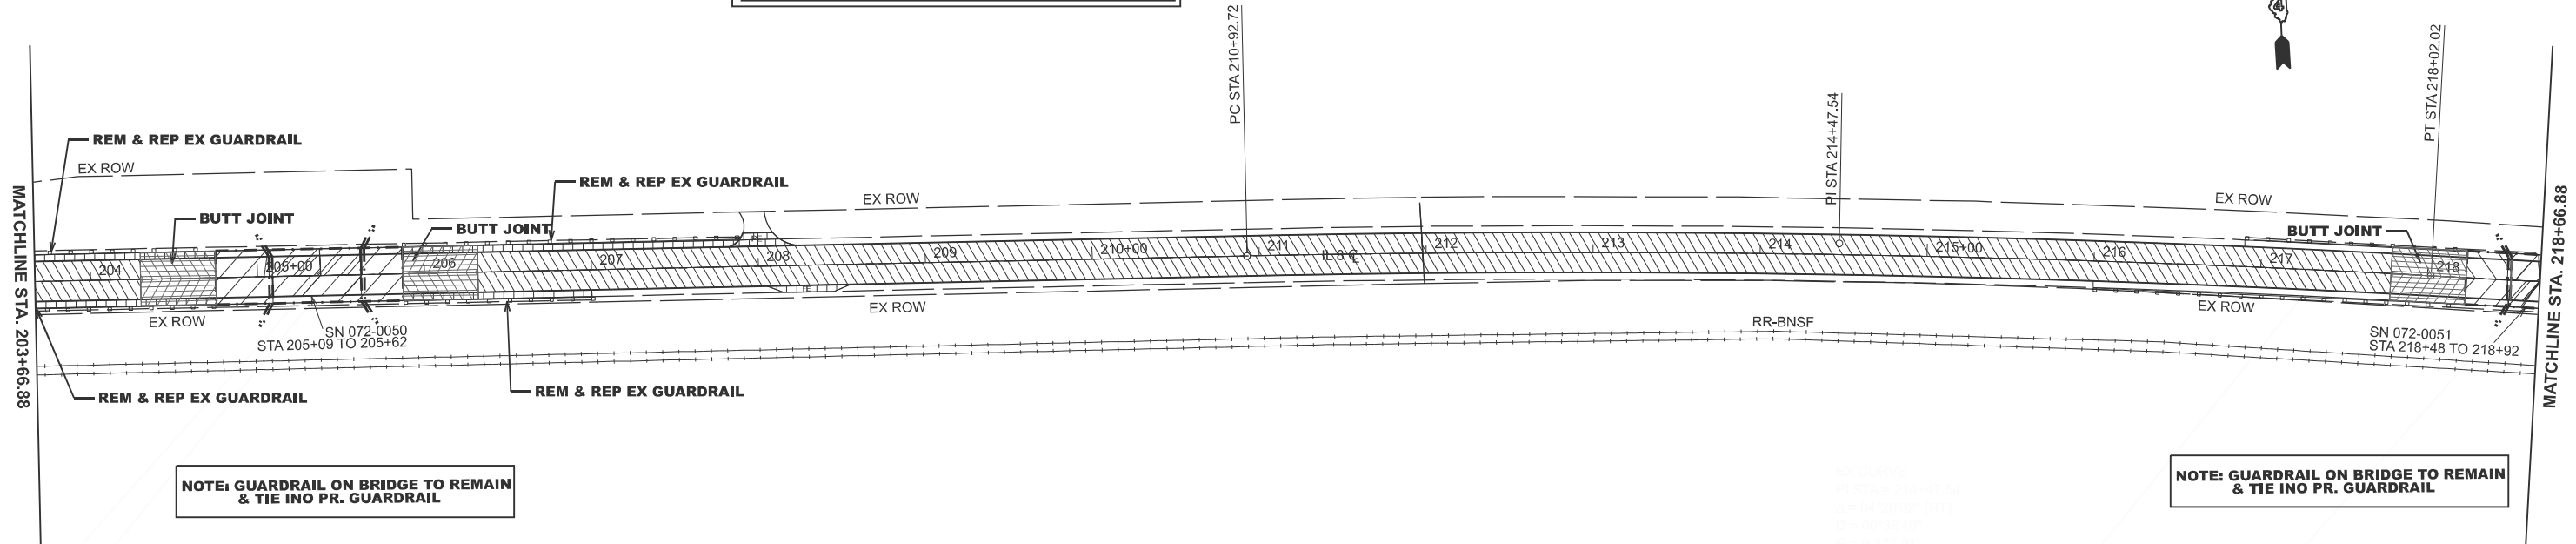 PC STA 210+92.72
PI STA 214+47.54
PT STA 218+02.02
4
REM & REP EX GUARDRAIL
EX ROW
REM & REP EX GUARDRAIL
EX ROW
EX ROW
BUTT JOINT
BUTT JOINT
BUTT JOINT
MATCHLINE STA. 203+66.88
MATCHLINE STA. 218+66.88
204
205+00
206
207
208
209
210+00
211
IL 8 ℄
212
213
214
215+00
216
217
218
EX ROW
EX ROW
EX ROW
SN 072-0050
STA 205+09 TO 205+62
RR-BNSF
SN 072-0051
STA 218+48 TO 218+92
REM & REP EX GUARDRAIL
REM & REP EX GUARDRAIL
NOTE: GUARDRAIL ON BRIDGE TO REMAIN
& TIE INO PR. GUARDRAIL
NOTE: GUARDRAIL ON BRIDGE TO REMAIN
& TIE INO PR. GUARDRAIL